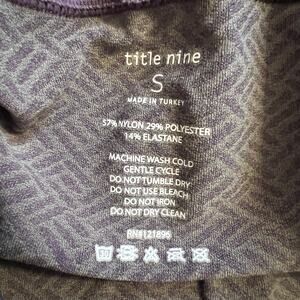 title nine
S
MADE IN TURKEY
57% NYLON 29% POLYESTER
14% ELASTANE
MACHINE WASH COLD
GENTLE CYCLE
DO NOT TUMBLE DRY
DO NOT USE BLEACH
DO NOT IRON
DO NOT DRY CLEAN
RN#121896